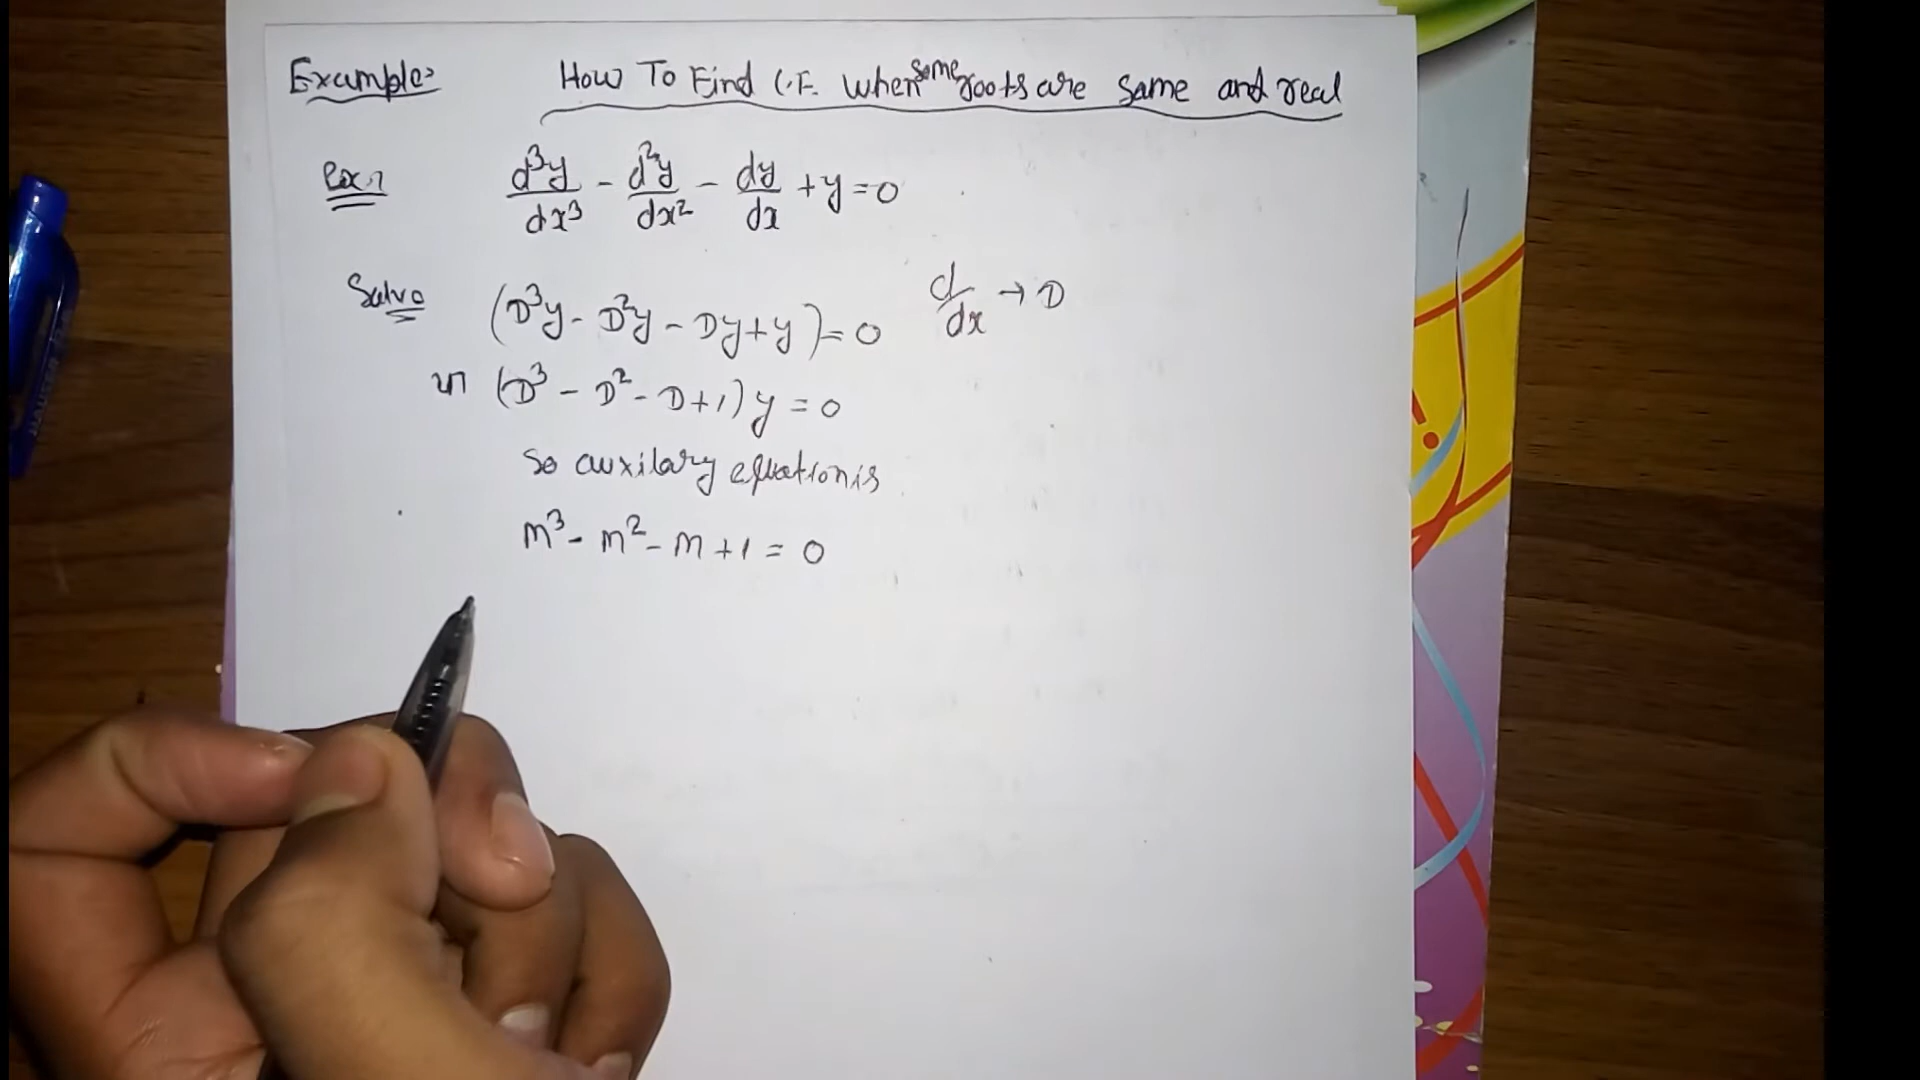 Example:
How To Find C.F. when some roots are same and real
Ex.1
d³y/dx³ - d²y/dx² - dy/dx + y = 0
Solve
(D³y - D²y - Dy + y) = 0
d/dx → D
या (D³ - D² - D + 1) y = 0
So auxilary equation is
m³ - m² - m + 1 = 0